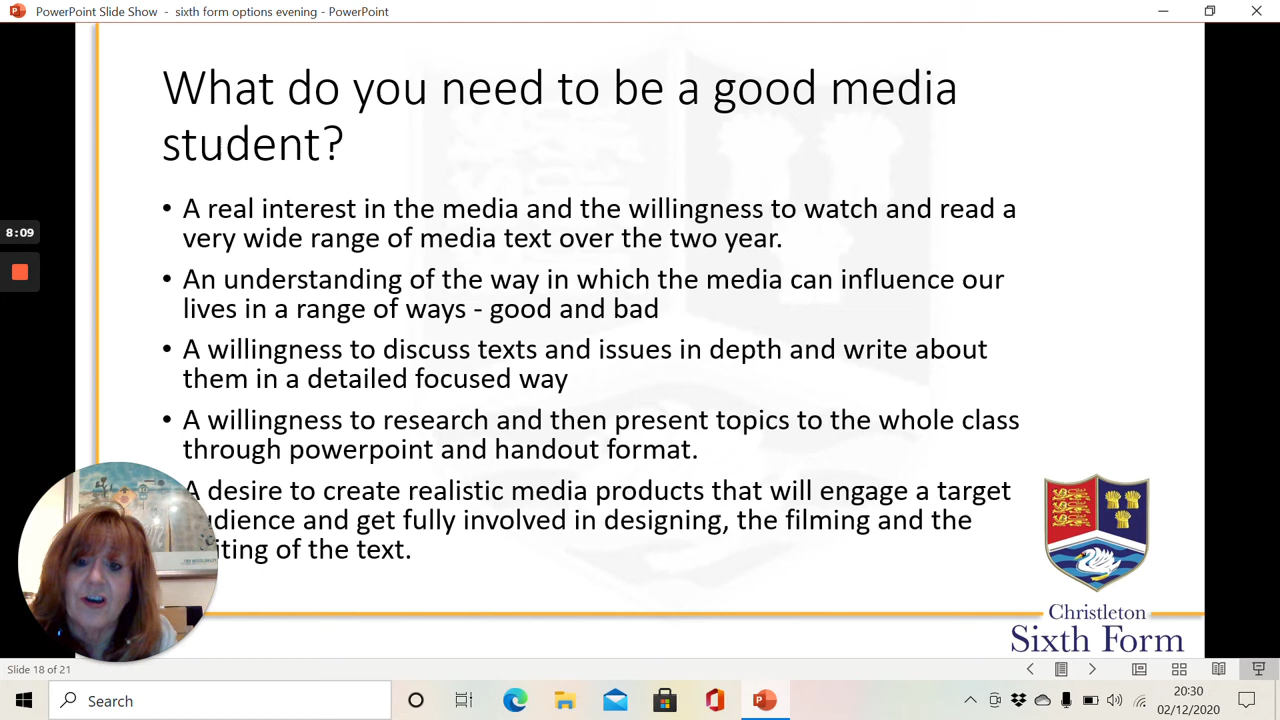 PowerPoint Slide Show - sixth form options evening - PowerPoint
What do you need to be a good media
student?
• A real interest in the media and the willingness to watch and read a
very wide range of media text over the two year.
• An understanding of the way in which the media can influence our
lives in a range of ways - good and bad
• A willingness to discuss texts and issues in depth and write about
them in a detailed focused way
• A willingness to research and then present topics to the whole class
through powerpoint and handout format.
A desire to create realistic media products that will engage a target
udience and get fully involved in designing, the filming and the
iting of the text.
8:09
Christleton
Sixth Form
Slide 18 of 21
Search
20:30
02/12/2020